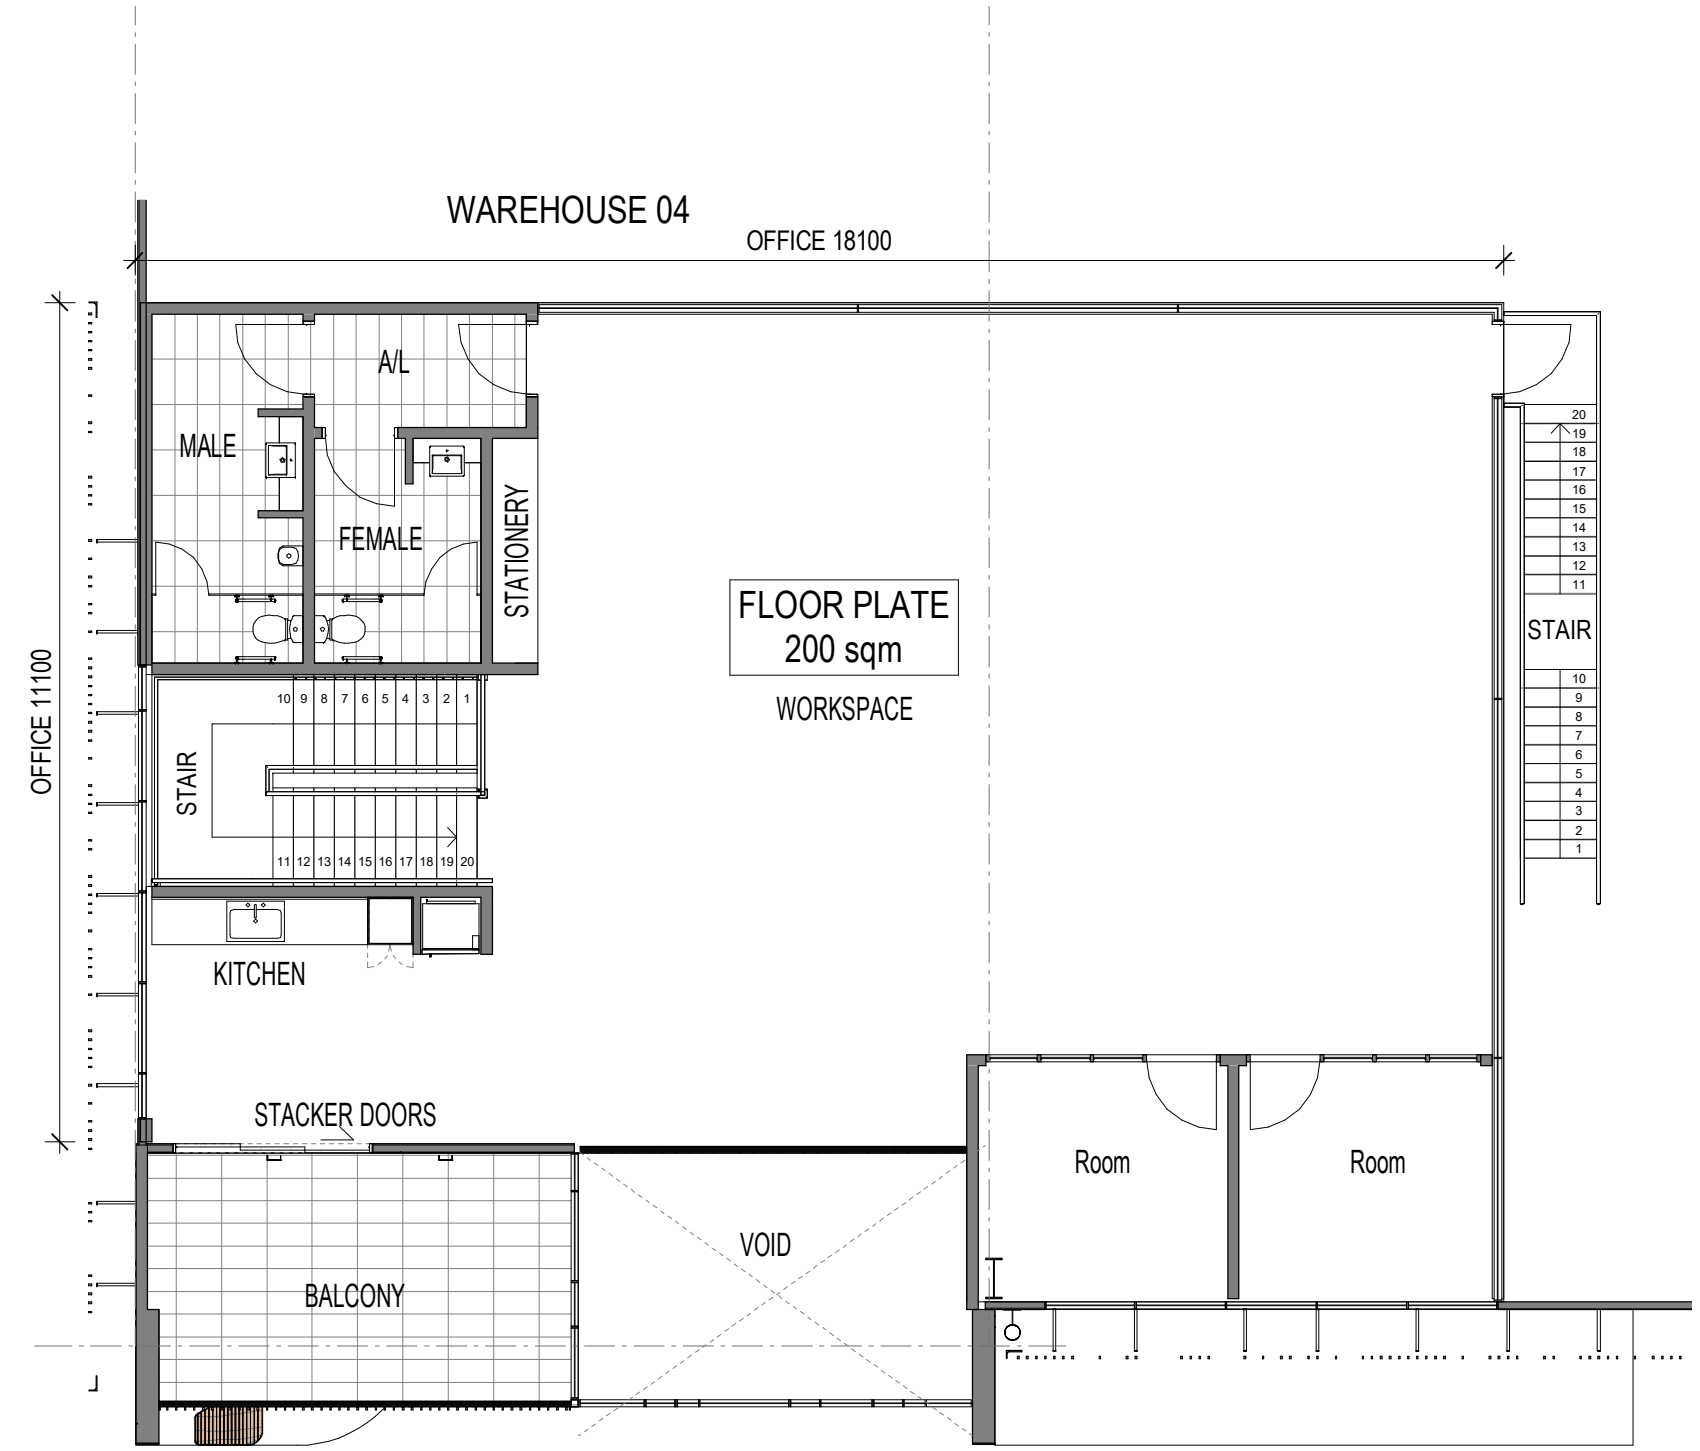 WAREHOUSE 04
OFFICE 18100
A/L
MALE
FEMALE
STATIONERY
OFFICE 11100
FLOOR PLATE
200 sqm
WORKSPACE
20
19
18
17
16
15
14
13
12
11
STAIR
10
9
8
7
6
5
4
3
2
1
10 9 8 7 6 5 4 3 2 1
STAIR
11 12 13 14 15 16 17 18 19 20
KITCHEN
STACKER DOORS
Room
Room
VOID
BALCONY